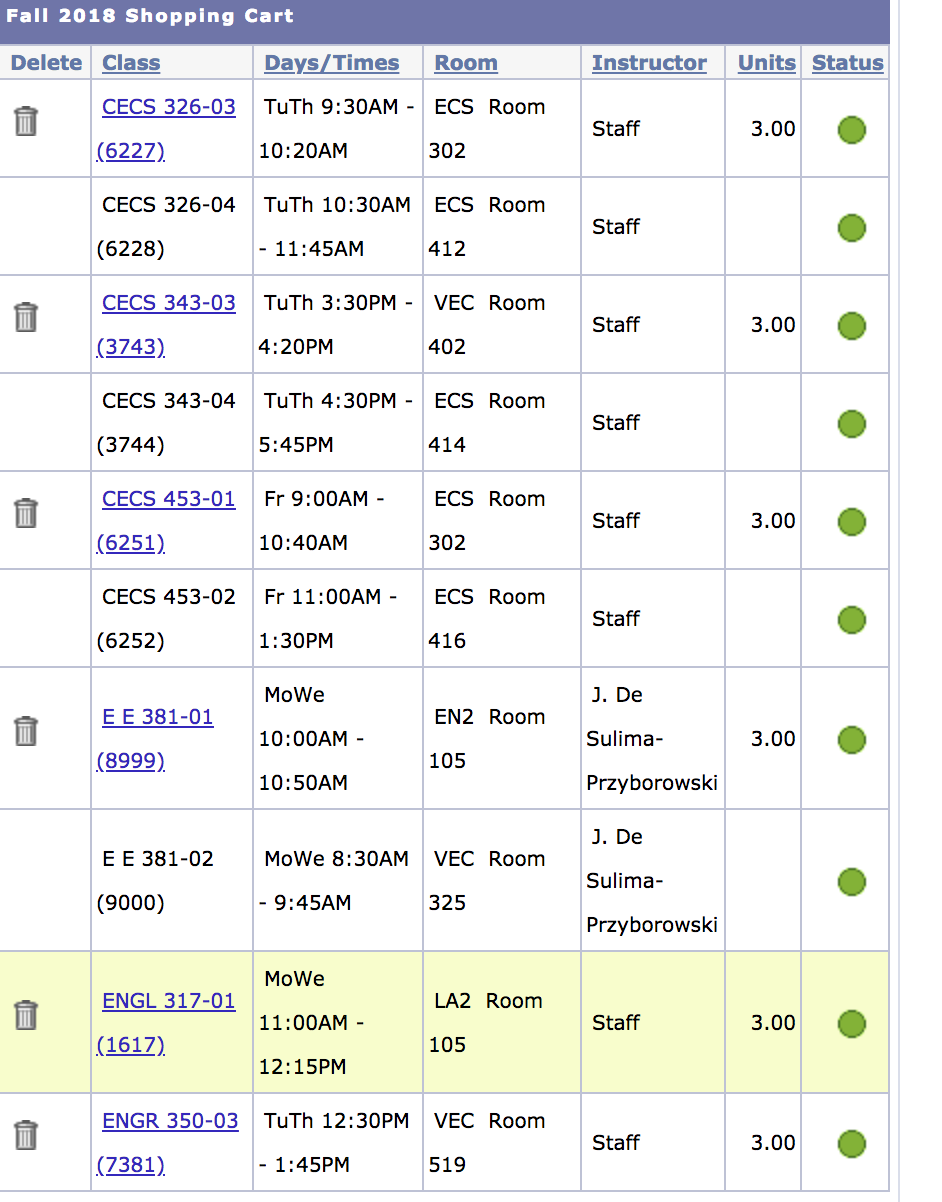 Fall 2018 Shopping Cart
Delete Class Days/Times Room Instructor Units Status
CECS 326-03 TuTh 9:30AM - ECS Room
Staff 3.00
(6227) 10:20AM 302
CECS 326-04 TuTh 10:30AM ECS Room
Staff
(6228) - 11:45AM 412
CECS 343-03 TuTh 3:30PM - VEC Room
Staff 3.00
(3743) 4:20PM 402
CECS 343-04 TuTh 4:30PM - ECS Room
Staff
(3744) 5:45PM 414
CECS 453-01 Fr 9:00AM - ECS Room
Staff 3.00
(6251) 10:40AM 302
CECS 453-02 Fr 11:00AM - ECS Room
Staff
(6252) 1:30PM 416
MoWe J. De
E E 381-01 EN2 Room
10:00AM - Sulima- 3.00
(8999) 105
10:50AM Przyborowski
J. De
E E 381-02 MoWe 8:30AM VEC Room
Sulima-
(9000) - 9:45AM 325
Przyborowski
MoWe
ENGL 317-01 LA2 Room
11:00AM - Staff 3.00
(1617) 105
12:15PM
ENGR 350-03 TuTh 12:30PM VEC Room
Staff 3.00
(7381) - 1:45PM 519